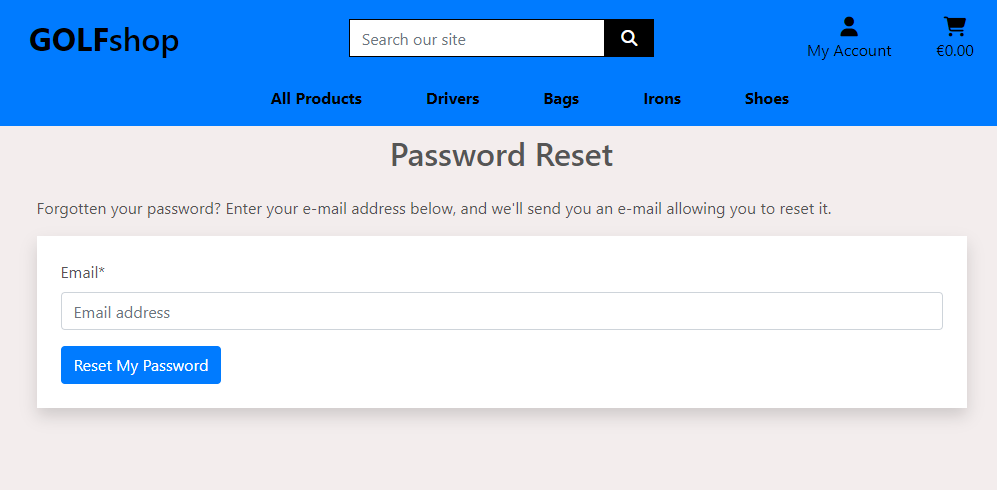 GOLFshop
Search our site
My Account
€0.00
All Products Drivers Bags Irons Shoes
Password Reset
Forgotten your password? Enter your e-mail address below, and we'll send you an e-mail allowing you to reset it.
Email*
Email address
Reset My Password